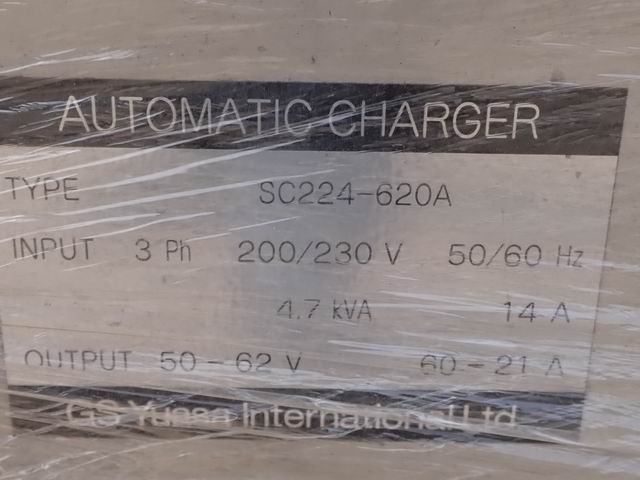 AUTOMATIC CHARGER
TYPE SC224-620A
INPUT 3 Ph 200/230 V 50/60 Hz
4.7 kVA 14 A
OUTPUT 50-62 V 60-21 A
GS Yuasa International Ltd